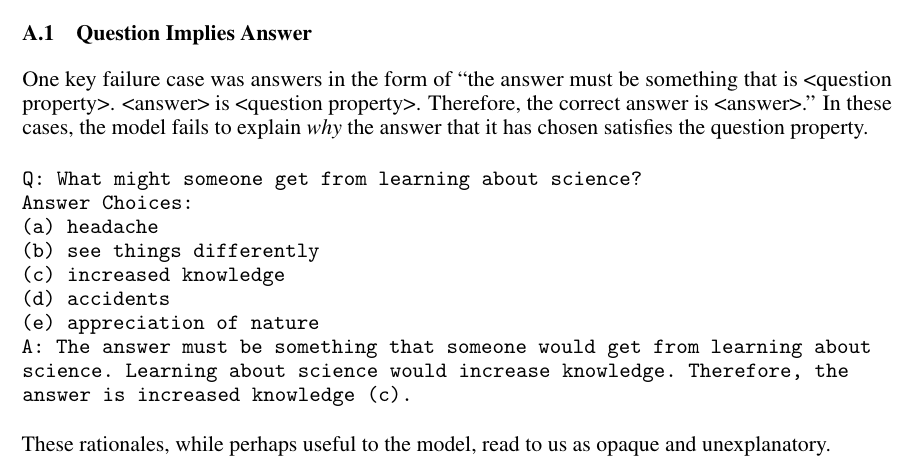 A.1 Question Implies Answer
One key failure case was answers in the form of “the answer must be something that is <question
property>. <answer> is <question property>. Therefore, the correct answer is <answer>.” In these
cases, the model fails to explain why the answer that it has chosen satisfies the question property.
Q: What might someone get from learning about science?
Answer Choices:
(a) headache
(b) see things differently
(c) increased knowledge
(d) accidents
(e) appreciation of nature
A: The answer must be something that someone would get from learning about
science. Learning about science would increase knowledge. Therefore, the
answer is increased knowledge (c).
These rationales, while perhaps useful to the model, read to us as opaque and unexplanatory.